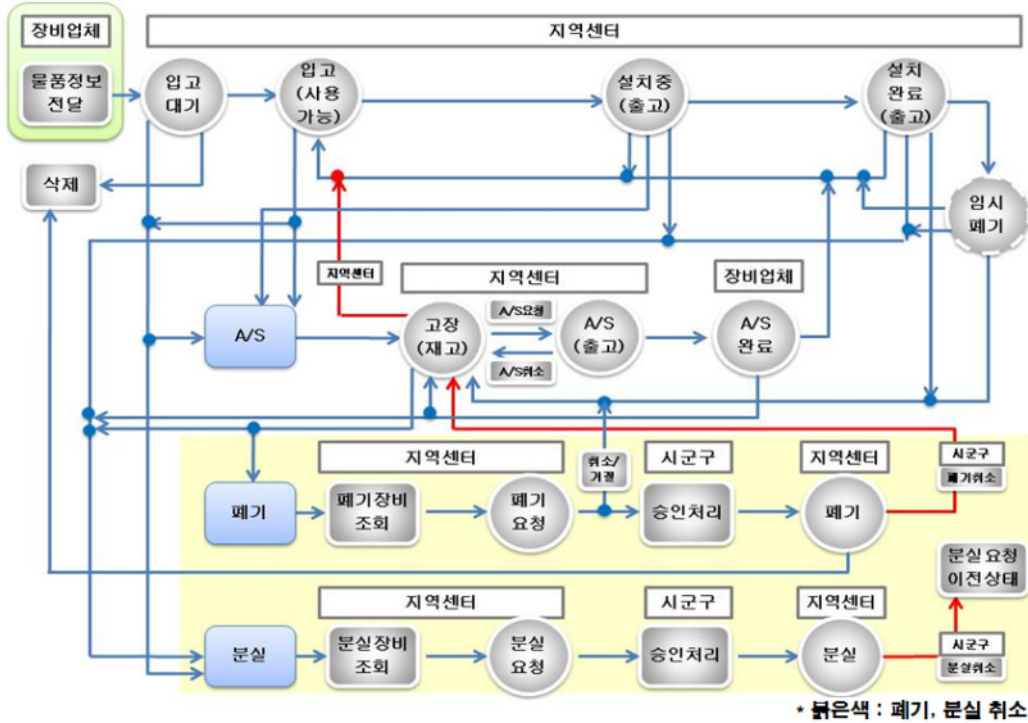 장비업체
지역센터
물품정보
전달
입고
대기
입고
(사용
가능)
설치중
(출고)
설치
완료
(출고)
삭제
임시
폐기
지역센터
지역센터
장비업체
A/S
고장
(재고)
A/S요청
A/S취소
A/S
(출고)
A/S
완료
지역센터
취소/
거절
시군구
지역센터
시군구
폐기취소
폐기
폐기장비
조회
폐기
요청
승인처리
폐기
분실요청
이전상태
지역센터
시군구
지역센터
분실
분실장비
조회
분실
요청
승인처리
분실
시군구
분실취소
* 붉은색 : 폐기, 분실 취소